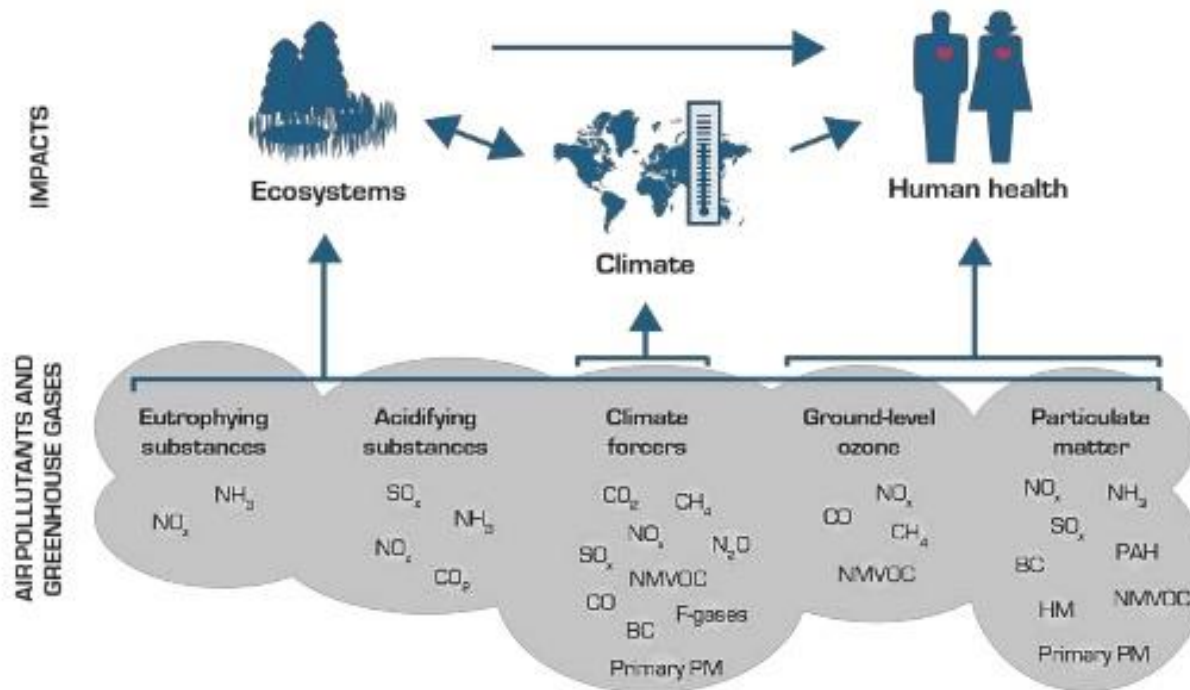 IMPACTS
Ecosystems
Climate
Human health
AIR POLLUTANTS AND
GREENHOUSE GASES
Eutrophying
substances
NH₃
NOₓ
Acidifying
substances
SOₓ
NH₃
NOₓ
CO₂
Climate
forcers
CO₂
CH₄
NOₓ
N₂O
SOₓ
NMVOC
CO
F-gases
BC
Primary PM
Ground-level
ozone
NOₓ
CO
CH₄
NMVOC
Particulate
matter
NOₓ
NH₃
SOₓ
PAH
BC
NMVOC
HM
Primary PM